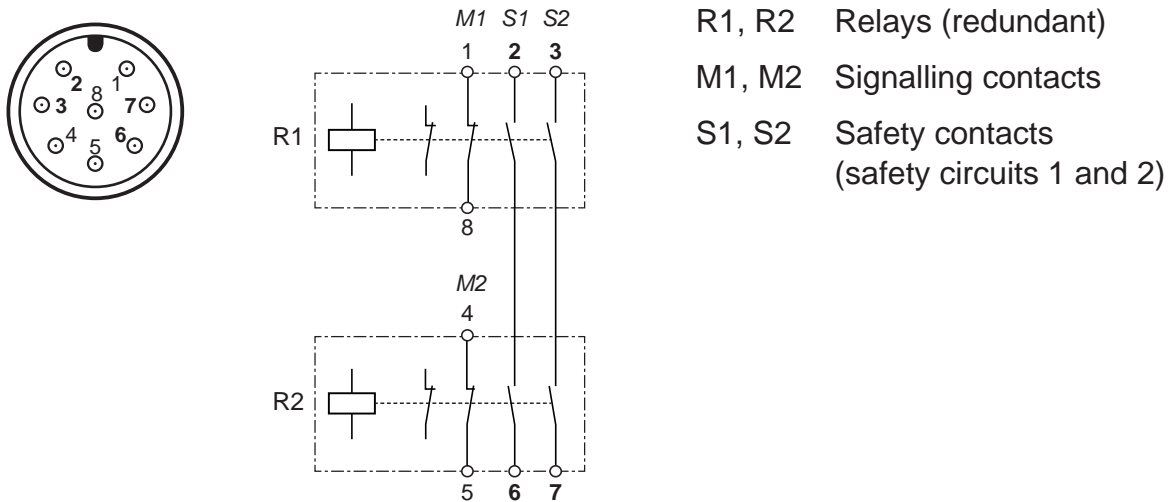 M1 S1 S2
1 2 3
R1
8
M2
4
R2
5 6 7
2 8 1
3 7
4 5 6
R1, R2 Relays (redundant)
M1, M2 Signalling contacts
S1, S2 Safety contacts
(safety circuits 1 and 2)